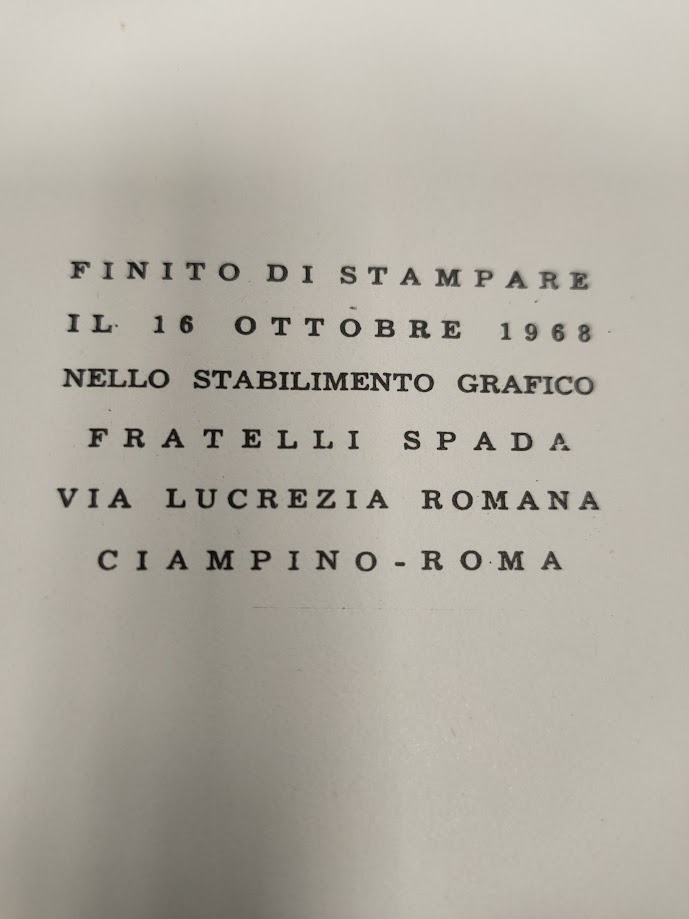 FINITO DI STAMPARE
IL 16 OTTOBRE 1968
NELLO STABILIMENTO GRAFICO
FRATELLI SPADA
VIA LUCREZIA ROMANA
CIAMPINO-ROMA